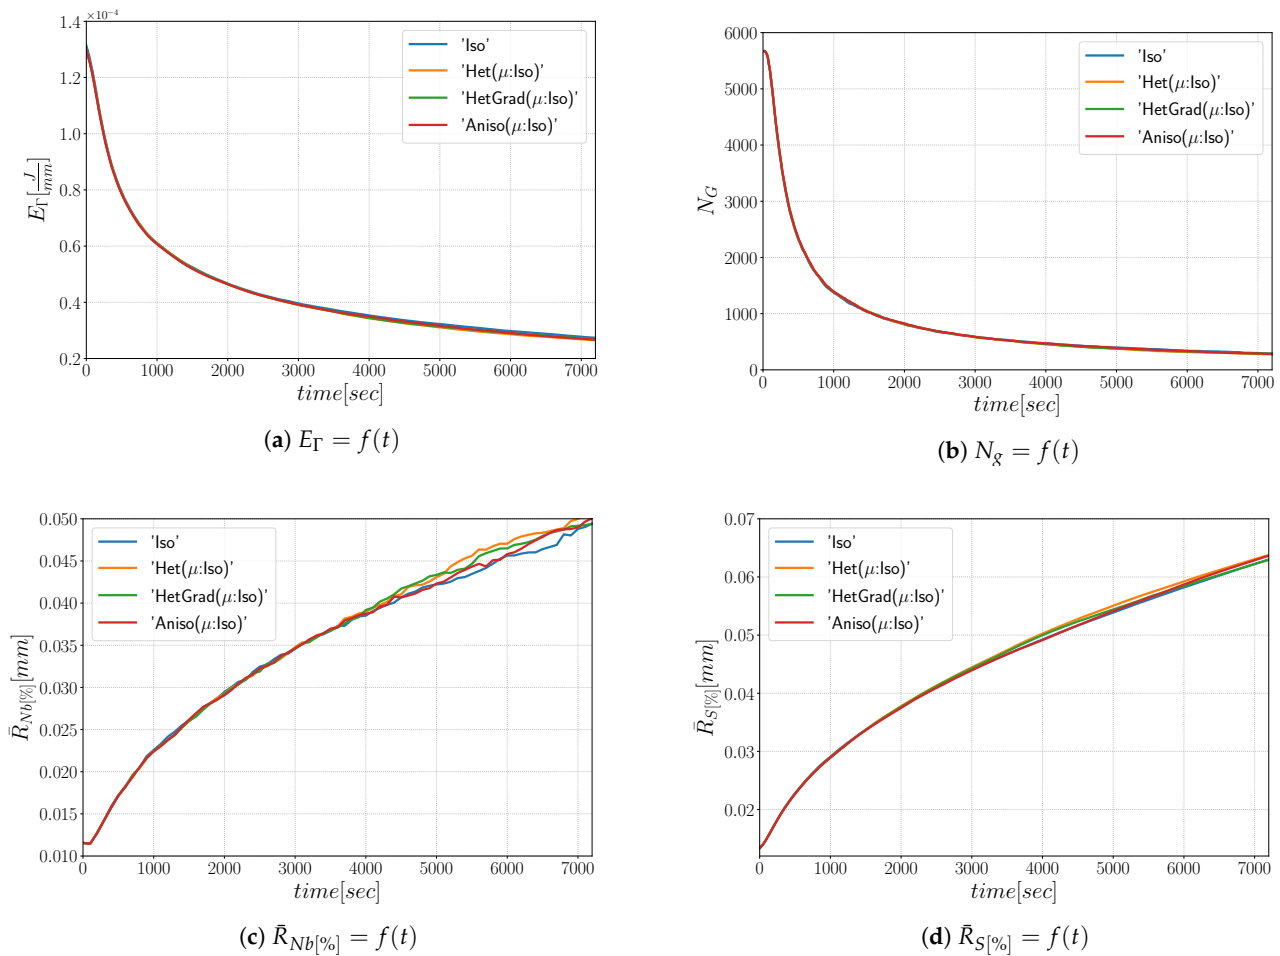 ×10⁻⁴
1.4
1.2
1.0
0.8
0.6
0.4
0.2
E_Γ[J/mm]
'Iso'
'Het(μ:Iso)'
'HetGrad(μ:Iso)'
'Aniso(μ:Iso)'
0 1000 2000 3000 4000 5000 6000 7000
time[sec]
(a) E_Γ = f(t)
6000
5000
4000
3000
2000
1000
0
N_G
'Iso'
'Het(μ:Iso)'
'HetGrad(μ:Iso)'
'Aniso(μ:Iso)'
0 1000 2000 3000 4000 5000 6000 7000
time[sec]
(b) N_g = f(t)
0.050
0.045
0.040
0.035
0.030
0.025
0.020
0.015
0.010
R̄_Nb[%][mm]
'Iso'
'Het(μ:Iso)'
'HetGrad(μ:Iso)'
'Aniso(μ:Iso)'
0 1000 2000 3000 4000 5000 6000 7000
time[sec]
(c) R̄_Nb[%] = f(t)
0.07
0.06
0.05
0.04
0.03
0.02
R̄_S[%][mm]
'Iso'
'Het(μ:Iso)'
'HetGrad(μ:Iso)'
'Aniso(μ:Iso)'
0 1000 2000 3000 4000 5000 6000 7000
time[sec]
(d) R̄_S[%] = f(t)